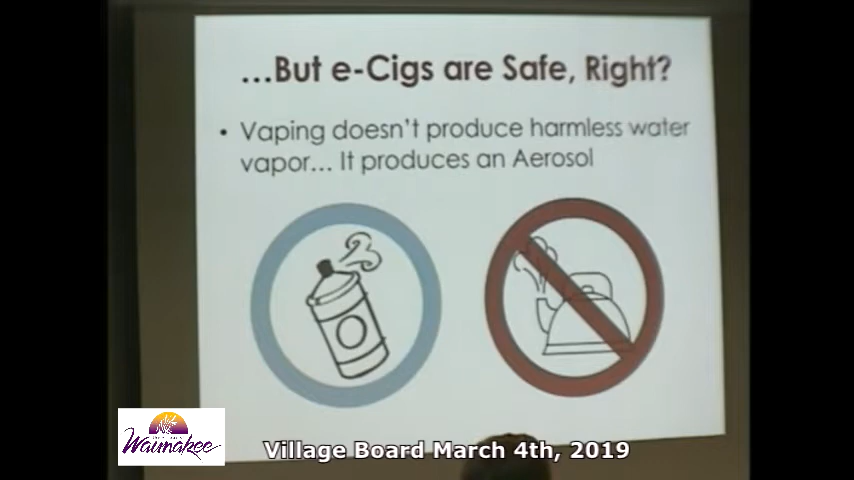 ...But e-Cigs are Safe, Right?
• Vaping doesn't produce harmless water
vapor... It produces an Aerosol
Waunakee
Village Board March 4th, 2019